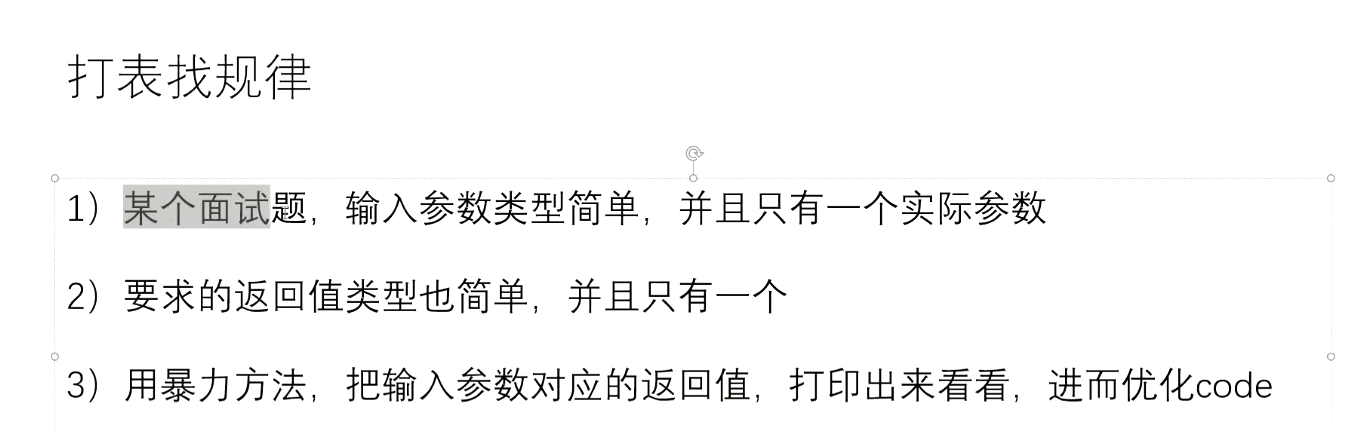 打表找规律
1）某个面试题，输入参数类型简单，并且只有一个实际参数
2）要求的返回值类型也简单，并且只有一个
3）用暴力方法，把输入参数对应的返回值，打印出来看看，进而优化code